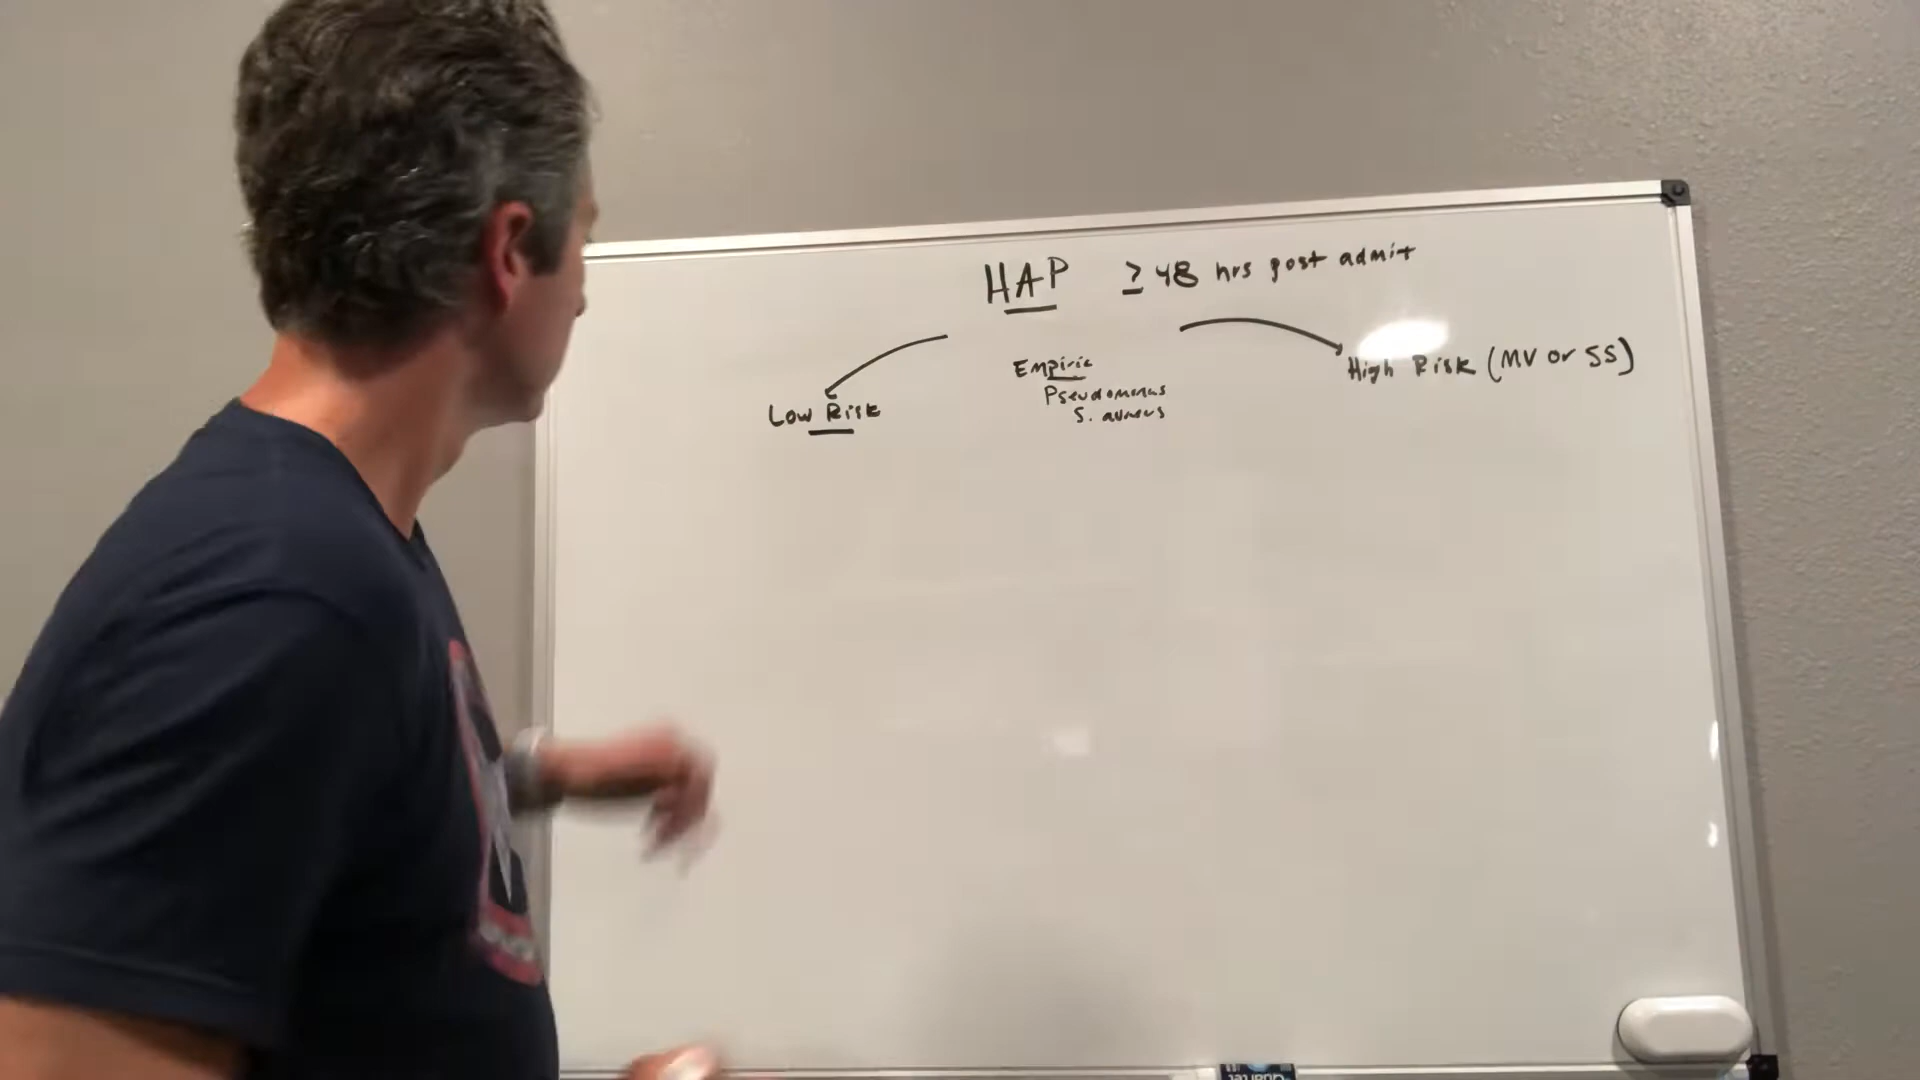 HAP ≥ 48 hrs post admit
Low Risk
Empiric
Pseudomonas
S. aureus
High Risk (MV or SS)